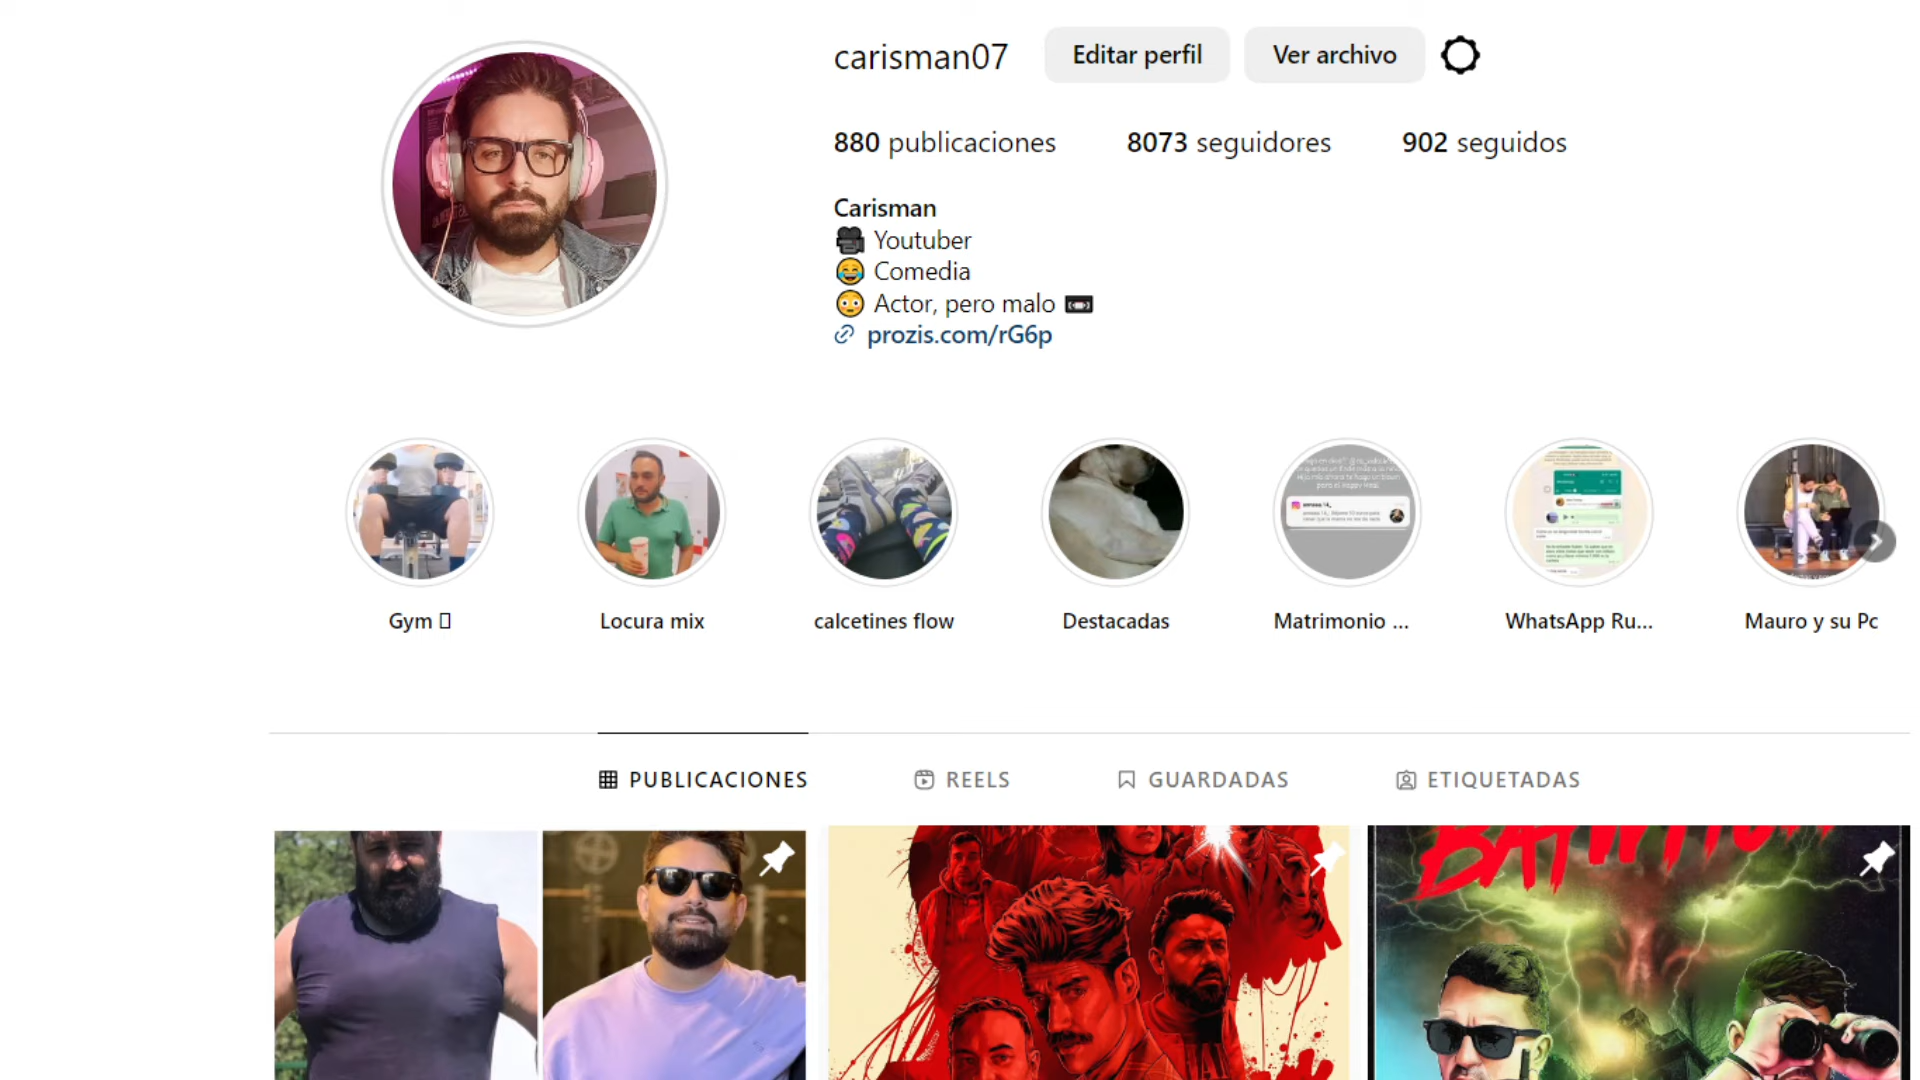 carisman07
Editar perfil
Ver archivo
880 publicaciones
8073 seguidores
902 seguidos
Carisman
Youtuber
Comedia
Actor, pero malo
prozis.com/rG6p
Gym
Locura mix
calcetines flow
Destacadas
Matrimonio ...
WhatsApp Ru...
Mauro y su Pc
PUBLICACIONES
REELS
GUARDADAS
ETIQUETADAS